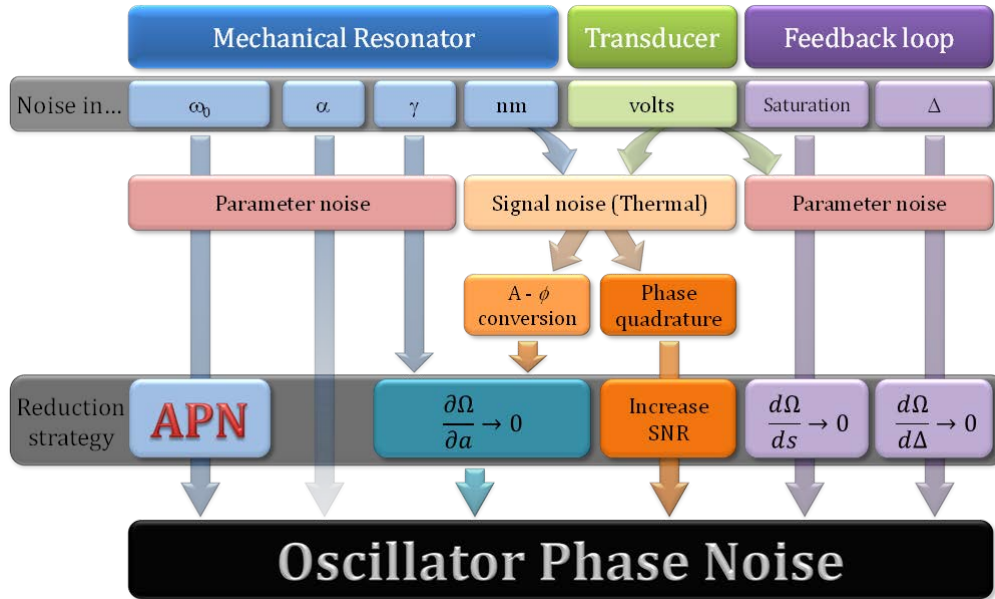 Mechanical Resonator
Transducer
Feedback loop
Noise in...
ω₀
α
γ
nm
volts
Saturation
Δ
Parameter noise
Signal noise (Thermal)
Parameter noise
A - ϕ
conversion
Phase
quadrature
Reduction
strategy
APN
∂Ω/∂a → 0
Increase
SNR
dΩ/ds → 0
dΩ/dΔ → 0
Oscillator Phase Noise